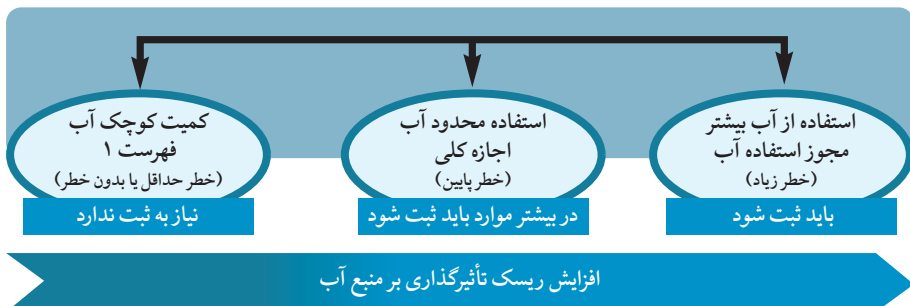 استفاده از آب بیشتر
مجوز استفاده آب
(خطر زیاد)
باید ثبت شود
استفاده محدود آب
اجازه کلی
(خطر پایین)
در بیشتر موارد باید ثبت شود
کمیت کوچک آب
فهرست ۱
(خطر حداقل یا بدون خطر)
نیاز به ثبت ندارد
افزایش ریسک تأثیرگذاری بر منبع آب